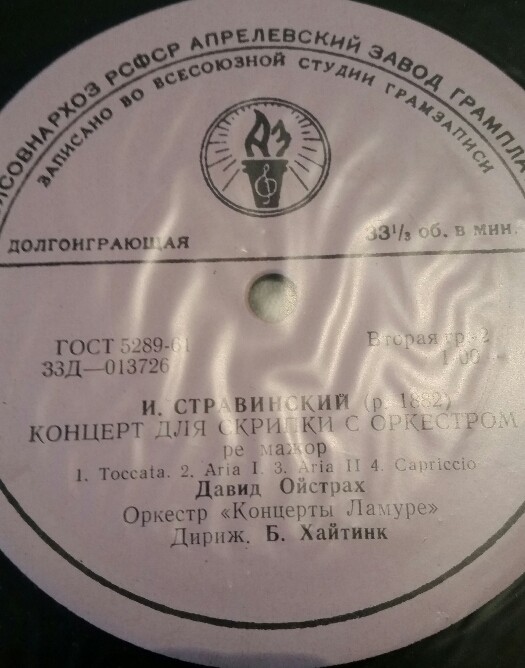 СОВНАРХОЗ РСФСР АПРЕЛЕВСКИЙ ЗАВОД ГРАМПЛА
ЗАПИСАНО ВО ВСЕСОЮЗНОЙ СТУДИИ ГРАМЗАПИСИ
АЗ
ДОЛГОИГРАЮЩАЯ
33⅓ об. в мин.
ГОСТ 5289-61
Вторая гр-2
33Д—013726
1-00
И. СТРАВИНСКИЙ (р. 1882)
КОНЦЕРТ ДЛЯ СКРИПКИ С ОРКЕСТРОМ
ре мажор
1. Toccata. 2. Aria I. 3. Aria II 4. Capriccio
Давид Ойстрах
Оркестр «Концерты Ламуре»
Дириж. Б. Хайтинк